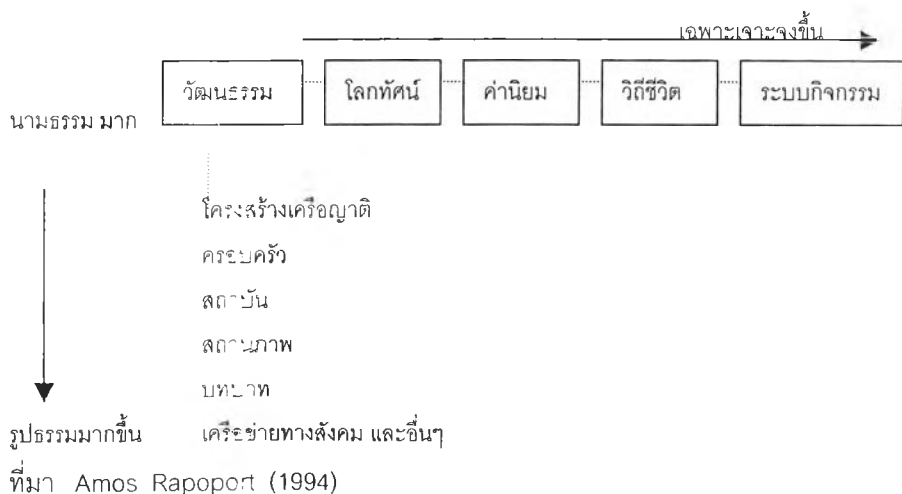 เฉพาะเจาะจงขึ้น
วัฒนธรรม โลกทัศน์ ค่านิยม วิถีชีวิต ระบบกิจกรรม
นามธรรม มาก
โครงสร้างเครือญาติ
ครอบครัว
สถาบัน
สถานภาพ
บทบาท
รูปธรรมมากขึ้น เครือข่ายทางสังคม และอื่นๆ
ที่มา Amos Rapoport (1994)